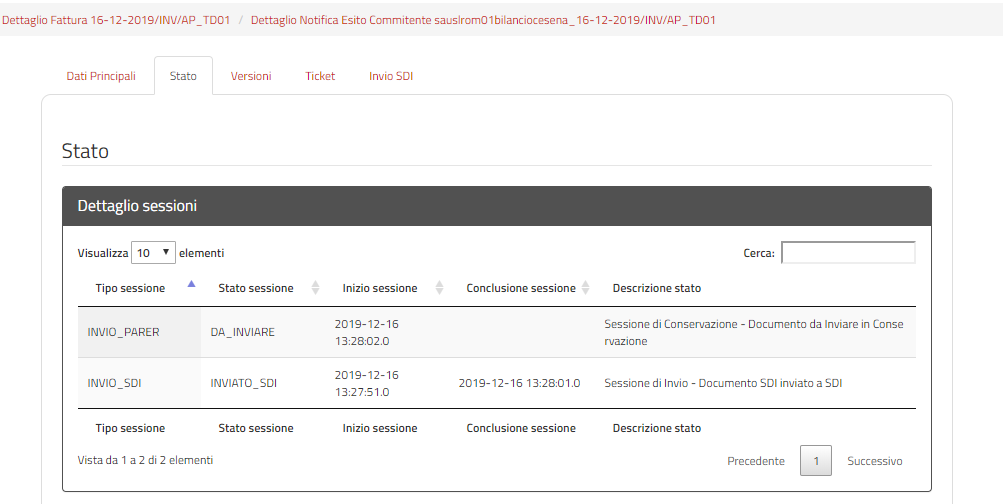 Dettaglio Fattura 16-12-2019/INV/AP_TD01 / Dettaglio Notifica Esito Commitente sauslrom01bilanciocesena_16-12-2019/INV/AP_TD01
Dati Principali Stato Versioni Ticket Invio SDI
Stato
Dettaglio sessioni
Visualizza 10 elementi Cerca:
Tipo sessione Stato sessione Inizio sessione Conclusione sessione Descrizione stato
INVIO_PARER DA_INVIARE 2019-12-16 13:28:02.0 Sessione di Conservazione - Documento da Inviare in Conse
rvazione
INVIO_SDI INVIATO_SDI 2019-12-16 13:27:51.0 2019-12-16 13:28:01.0 Sessione di Invio - Documento SDI inviato a SDI
Tipo sessione Stato sessione Inizio sessione Conclusione sessione Descrizione stato
Vista da 1 a 2 di 2 elementi Precedente 1 Successivo